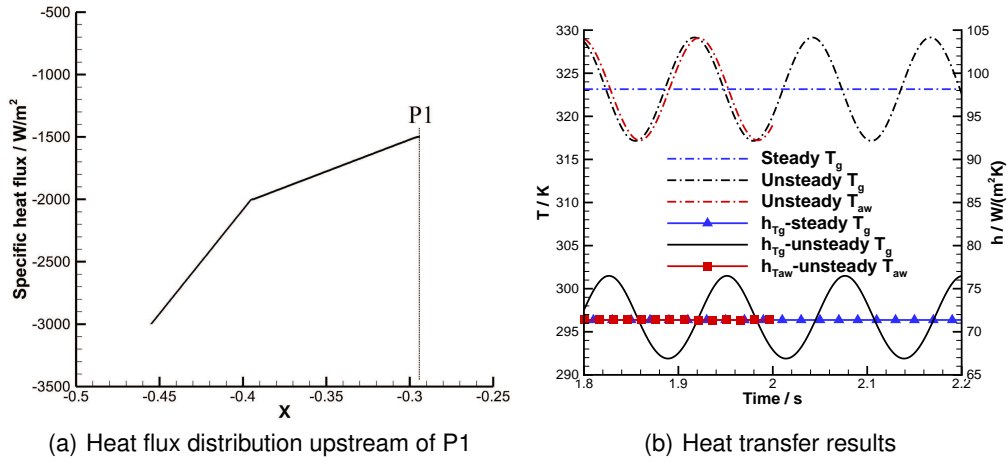 -500
-1000
-1500
-2000
-2500
-3000
-3500
Specific heat flux / W/m²
P1
-0.5
-0.45
-0.4
-0.35
-0.3
-0.25
X
(a) Heat flux distribution upstream of P1
330
325
320
315
310
305
300
295
290
T / K
105
100
95
90
85
80
75
70
65
h / W/(m²K)
Steady Tg
Unsteady Tg
Unsteady Taw
hTg-steady Tg
hTg-unsteady Tg
hTaw-unsteady Taw
1.8
1.9
2
2.1
2.2
Time / s
(b) Heat transfer results